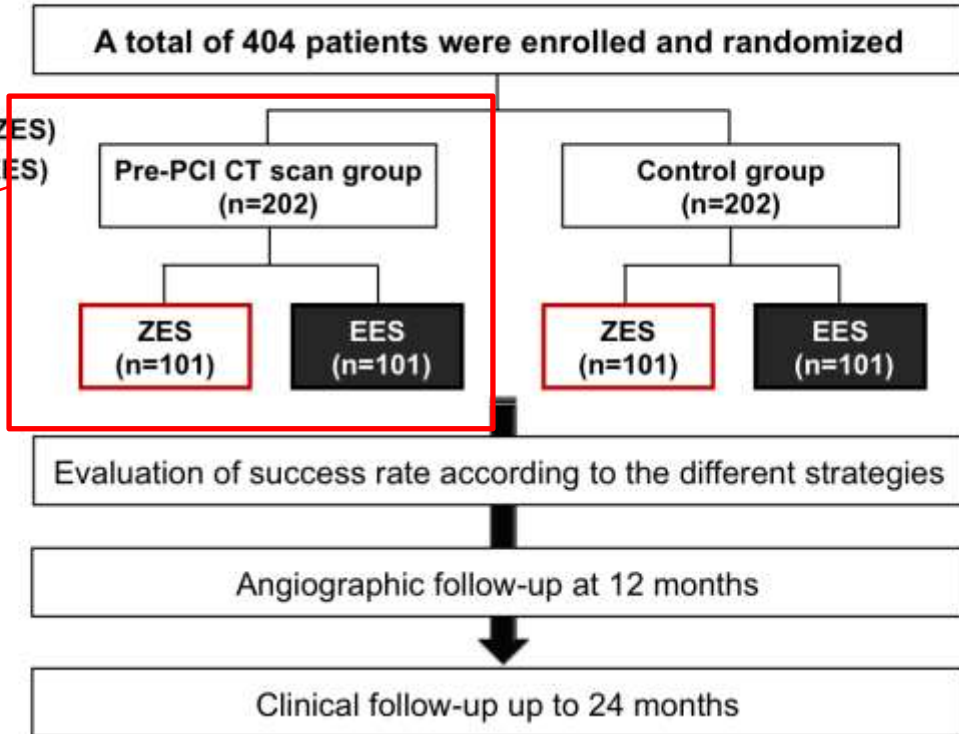 A total of 404 patients were enrolled and randomized
ZES)
ES)
Pre-PCI CT scan group
(n=202)
Control group
(n=202)
ZES
(n=101)
EES
(n=101)
ZES
(n=101)
EES
(n=101)
Evaluation of success rate according to the different strategies
Angiographic follow-up at 12 months
Clinical follow-up up to 24 months